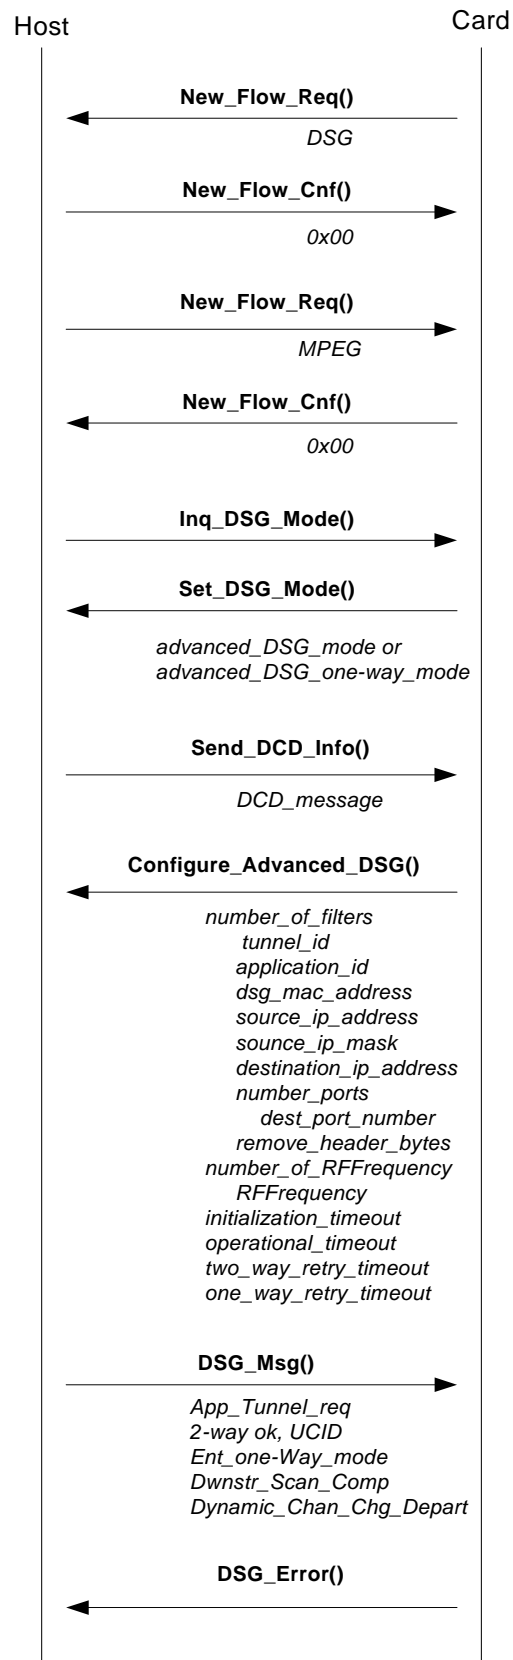 Host
Card
New_Flow_Req()
DSG
New_Flow_Cnf()
0x00
New_Flow_Req()
MPEG
New_Flow_Cnf()
0x00
Inq_DSG_Mode()
Set_DSG_Mode()
advanced_DSG_mode or
advanced_DSG_one-way_mode
Send_DCD_Info()
DCD_message
Configure_Advanced_DSG()
number_of_filters
tunnel_id
application_id
dsg_mac_address
source_ip_address
sounce_ip_mask
destination_ip_address
number_ports
dest_port_number
remove_header_bytes
number_of_RFFrequency
RFFrequency
initialization_timeout
operational_timeout
two_way_retry_timeout
one_way_retry_timeout
DSG_Msg()
App_Tunnel_req
2-way ok, UCID
Ent_one-Way_mode
Dwnstr_Scan_Comp
Dynamic_Chan_Chg_Depart
DSG_Error()